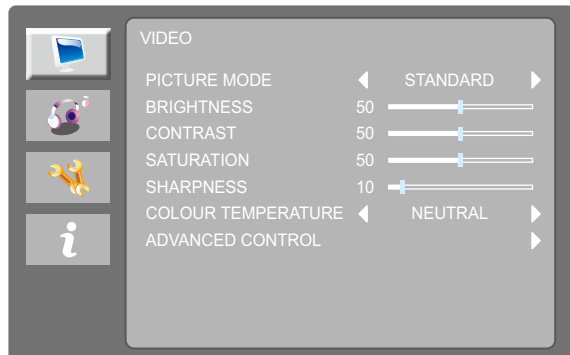 VIDEO
PICTURE MODE STANDARD
BRIGHTNESS 50
CONTRAST 50
SATURATION 50
SHARPNESS 10
COLOUR TEMPERATURE NEUTRAL
ADVANCED CONTROL
i